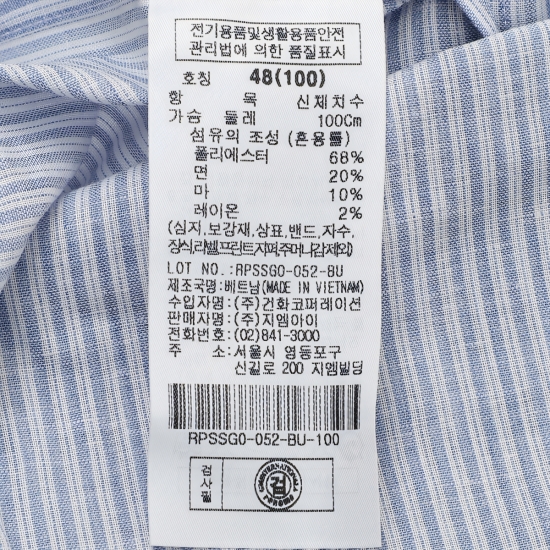 전기용품및생활용품안전
관리법에 의한 품질표시
호칭 48(100)
항 목 신체치수
가슴 둘레 100Cm
섬유의 조성 (혼용률)
폴리에스터 68%
면 20%
마 10%
레이온 2%
(심지,보강재,상표,밴드,자수,
장식,라벨,프린트,지퍼,주머니감제외)
LOT NO.:RPSSG0-052-BU
제조국명:베트남(MADE IN VIETNAM)
수입자명:(주)건화코퍼레이션
판매자명:(주)지엠아이
전화번호:(02)841-3000
주 소:서울시 영등포구
신길로 200 지엠빌딩
RPSSG0-052-BU-100
검사필
검